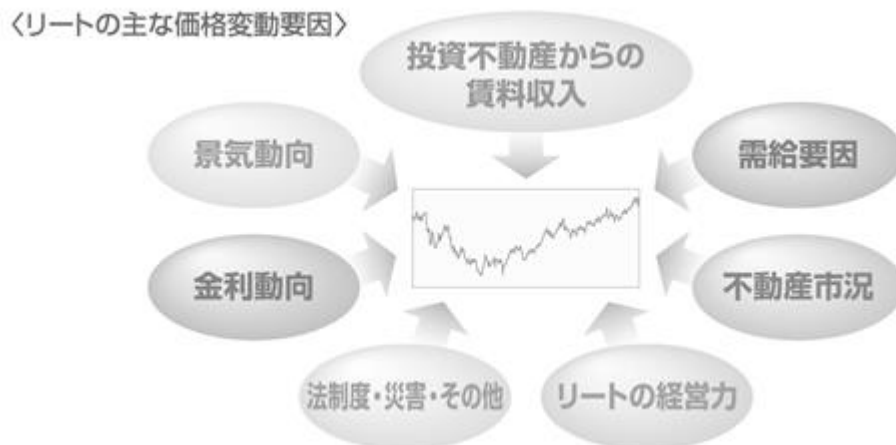 〈リートの主な価格変動要因〉
投資不動産からの
賃料収入
景気動向
需給要因
金利動向
不動産市況
法制度・災害・その他
リートの経営力